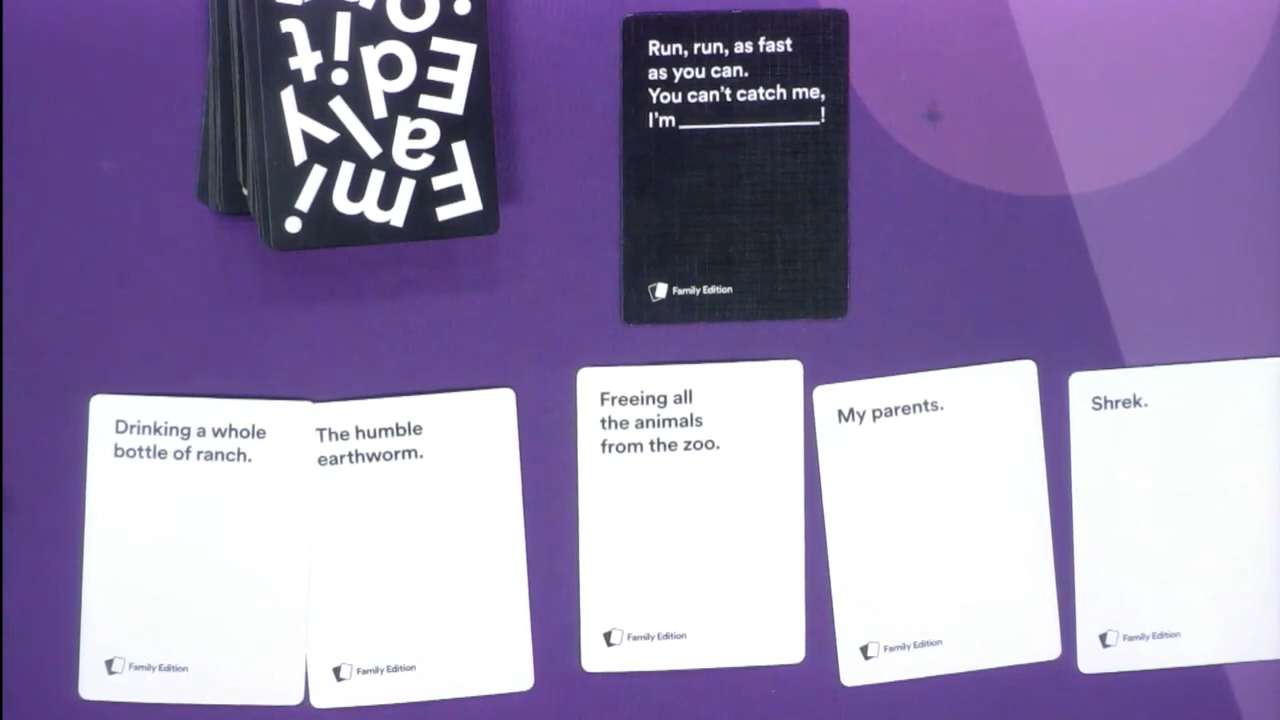 Family
Edition.
Run, run, as fast
as you can.
You can't catch me,
I'm ____________!
Family Edition
Drinking a whole
bottle of ranch.
Family Edition
The humble
earthworm.
Family Edition
Freeing all
the animals
from the zoo.
Family Edition
My parents.
Family Edition
Shrek.
Family Edition